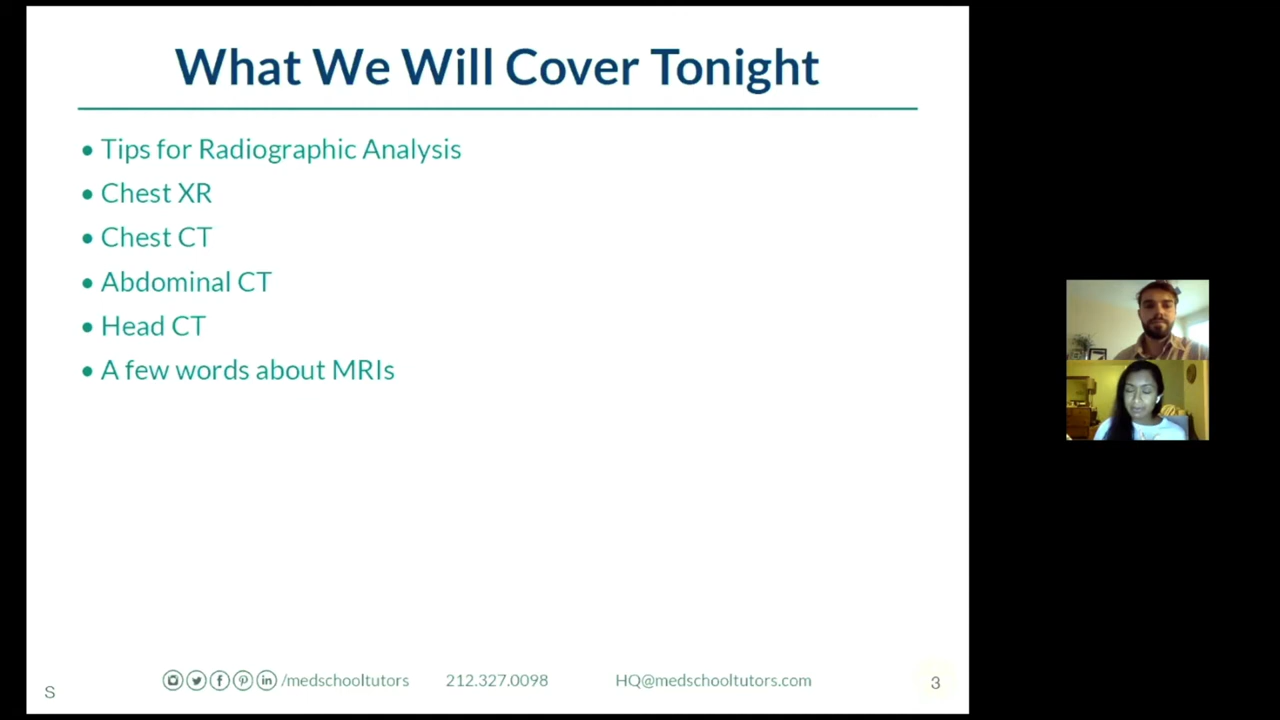 What We Will Cover Tonight
• Tips for Radiographic Analysis
• Chest XR
• Chest CT
• Abdominal CT
• Head CT
• A few words about MRIs
S
/medschooltutors 212.327.0098 HQ@medschooltutors.com
3